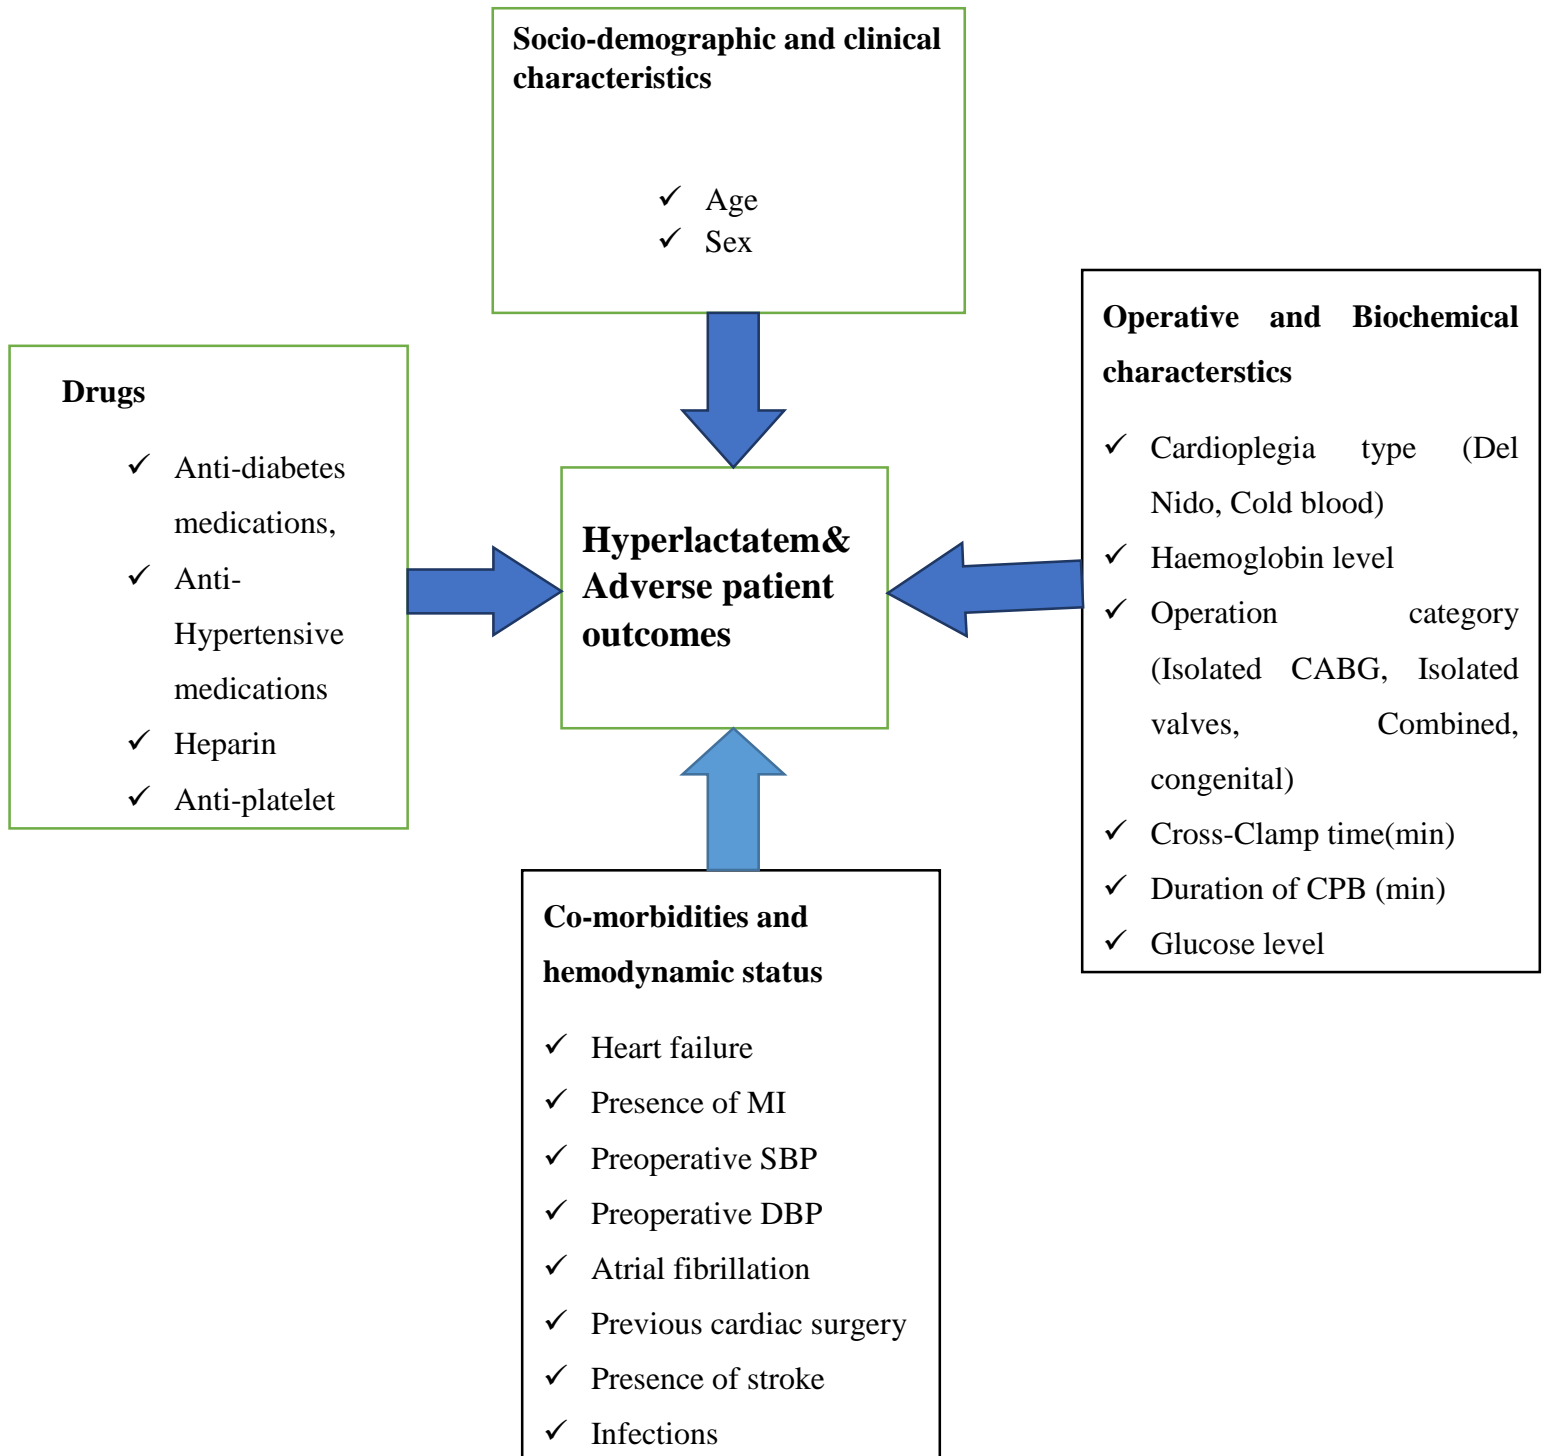 Socio-demographic and clinical
characteristics
✓ Age
✓ Sex
Drugs
✓ Anti-diabetes
medications,
✓ Anti-
Hypertensive
medications
✓ Heparin
✓ Anti-platelet
Hyperlactatem&
Adverse patient
outcomes
Operative and Biochemical
characterstics
✓ Cardioplegia type (Del
Nido, Cold blood)
✓ Haemoglobin level
✓ Operation category
(Isolated CABG, Isolated
valves, Combined,
congenital)
✓ Cross-Clamp time(min)
✓ Duration of CPB (min)
✓ Glucose level
Co-morbidities and
hemodynamic status
✓ Heart failure
✓ Presence of MI
✓ Preoperative SBP
✓ Preoperative DBP
✓ Atrial fibrillation
✓ Previous cardiac surgery
✓ Presence of stroke
✓ Infections